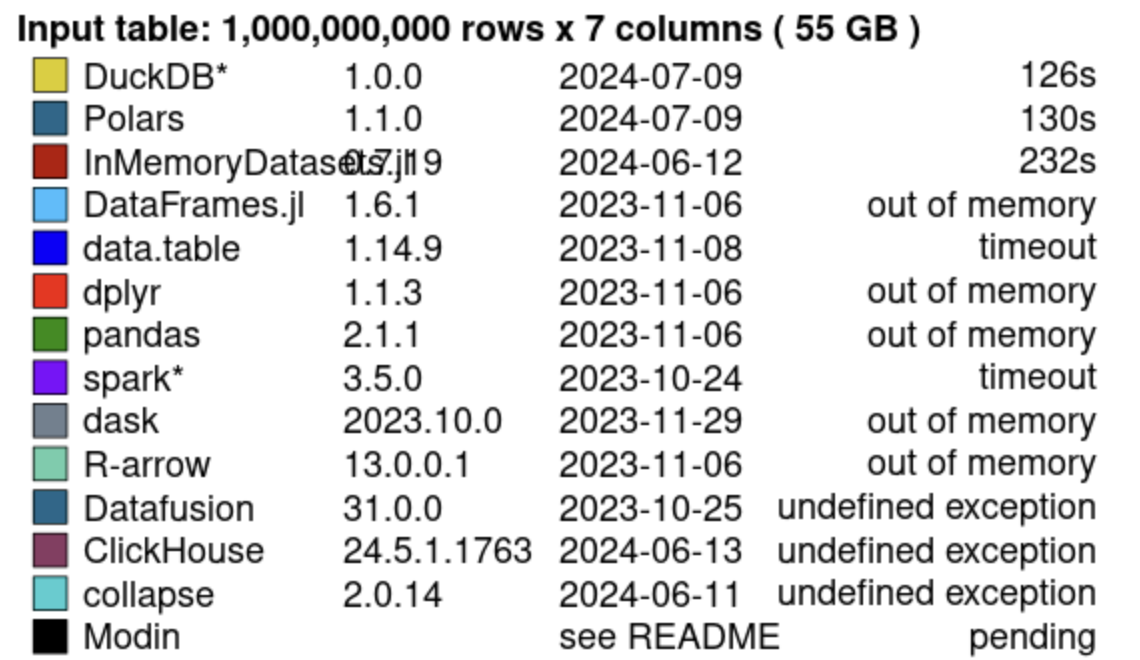 Input table: 1,000,000,000 rows x 7 columns ( 55 GB )
DuckDB* 1.0.0 2024-07-09 126s
Polars 1.1.0 2024-07-09 130s
InMemoryDatasets.jl 0.7.19 2024-06-12 232s
DataFrames.jl 1.6.1 2023-11-06 out of memory
data.table 1.14.9 2023-11-08 timeout
dplyr 1.1.3 2023-11-06 out of memory
pandas 2.1.1 2023-11-06 out of memory
spark* 3.5.0 2023-10-24 timeout
dask 2023.10.0 2023-11-29 out of memory
R-arrow 13.0.0.1 2023-11-06 out of memory
Datafusion 31.0.0 2023-10-25 undefined exception
ClickHouse 24.5.1.1763 2024-06-13 undefined exception
collapse 2.0.14 2024-06-11 undefined exception
Modin see README pending